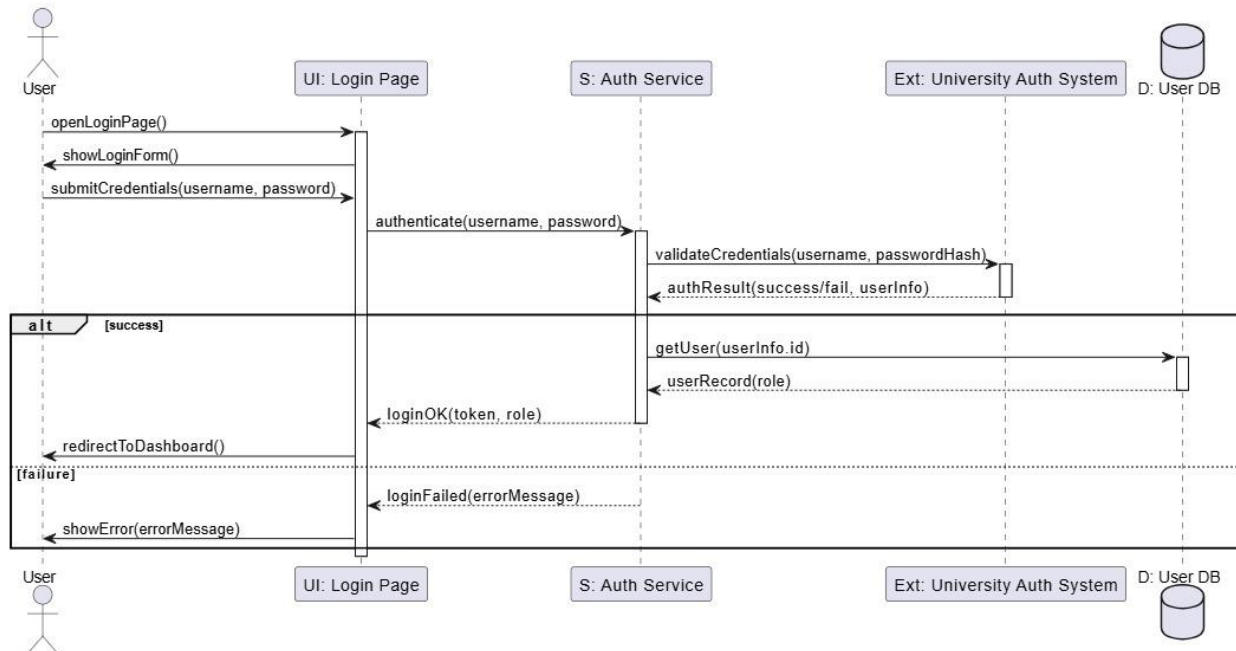 User
UI: Login Page
S: Auth Service
Ext: University Auth System
D: User DB
openLoginPage()
showLoginForm()
submitCredentials(username, password)
authenticate(username, password)
validateCredentials(username, passwordHash)
authResult(success/fail, userInfo)
alt [success]
getUser(userInfo.id)
userRecord(role)
loginOK(token, role)
redirectToDashboard()
[failure]
loginFailed(errorMessage)
showError(errorMessage)
User
UI: Login Page
S: Auth Service
Ext: University Auth System
D: User DB